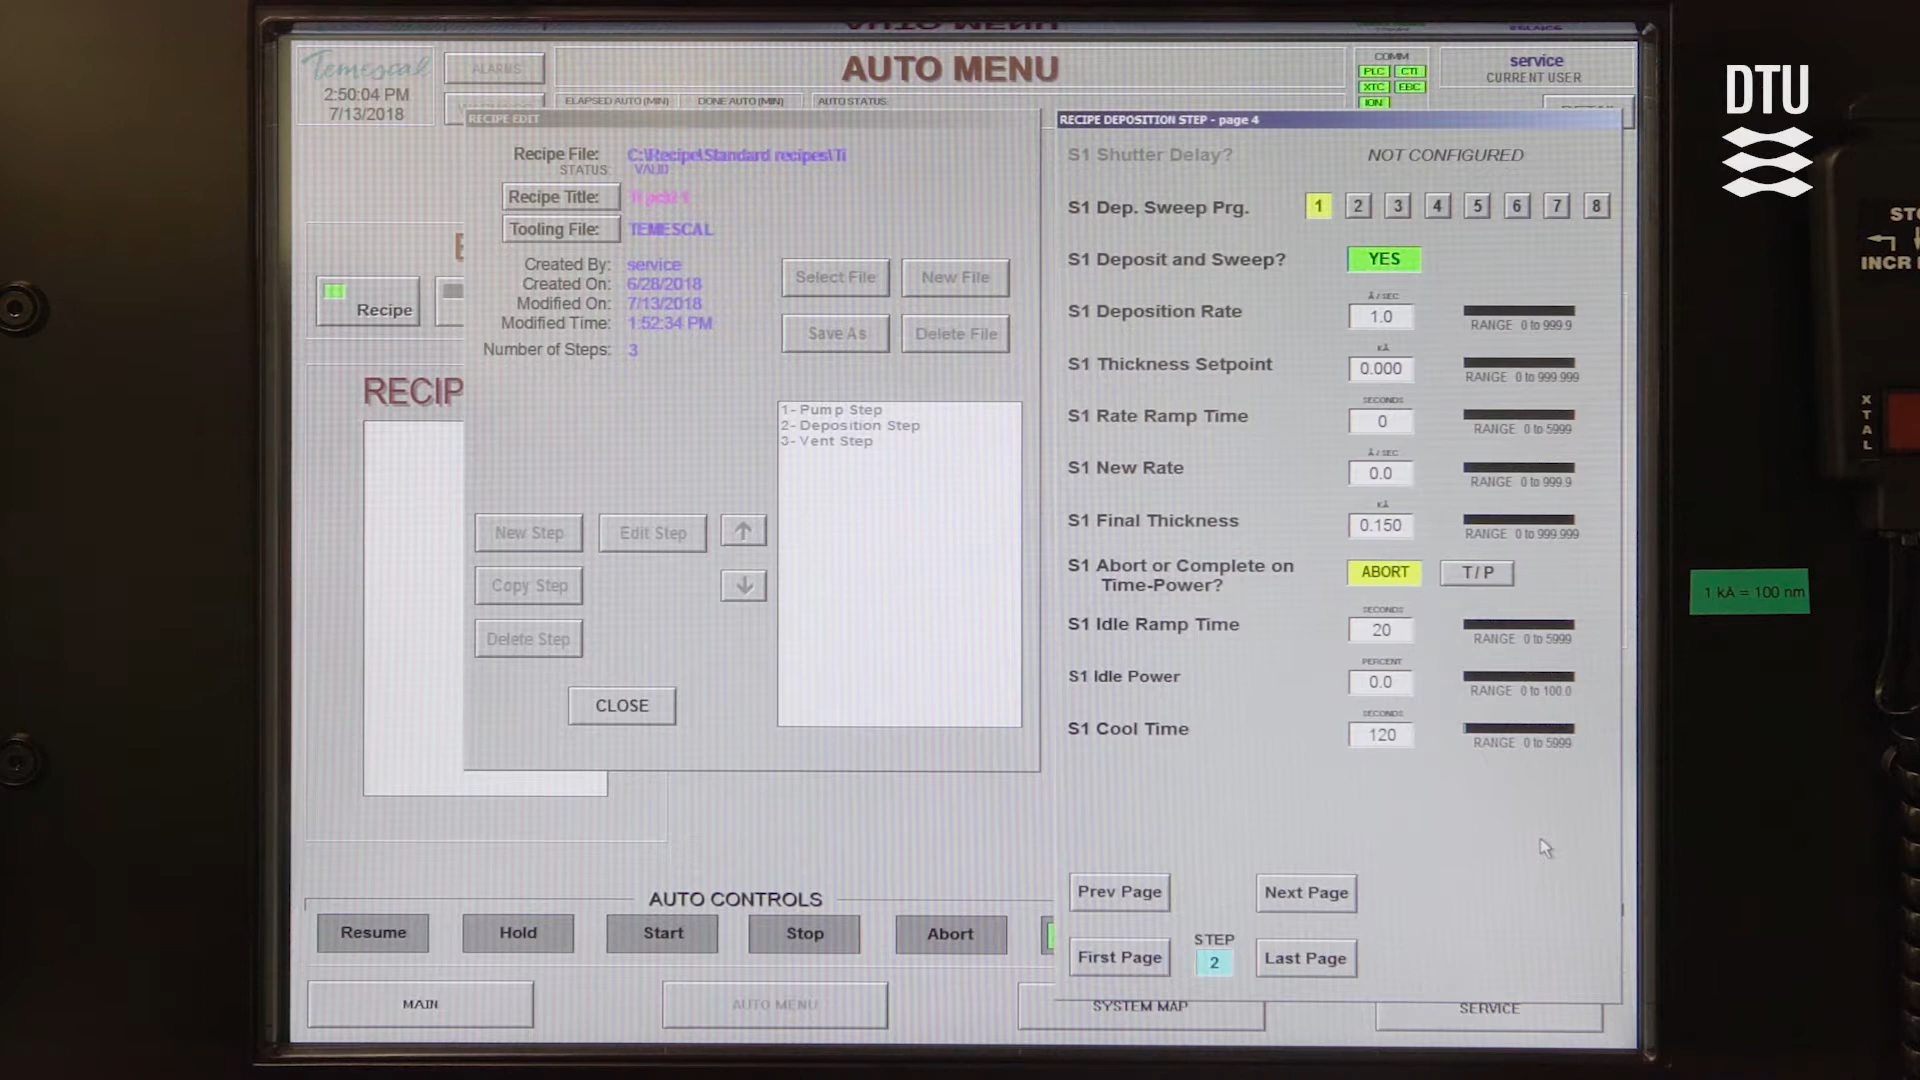 Temescal
2:50:04 PM
7/13/2018
ALARMS
AUTO MENU
ELAPSED AUTO (MIN)
DONE AUTO (MIN)
AUTO STATUS
COMM
PLC
CTI
XTC
EBC
ION
service
CURRENT USER
RECIPE EDIT
Recipe File:
C:\Recipe\Standard recipes\Ti
STATUS:
VALID
Recipe Title:
Tooling File:
TEMESCAL
Created By:
service
Created On:
6/28/2018
Modified On:
7/13/2018
Modified Time:
1:52:34 PM
Number of Steps:
3
Select File
New File
Save As
Delete File
Recipe
RECIP
1- Pump Step
2- Deposition Step
3- Vent Step
New Step
Edit Step
Copy Step
Delete Step
CLOSE
RECIPE DEPOSITION STEP - page 4
S1 Shutter Delay?
NOT CONFIGURED
S1 Dep. Sweep Prg.
1 2 3 4 5 6 7 8
S1 Deposit and Sweep?
YES
S1 Deposition Rate
Å / SEC
1.0
RANGE 0 to 999.9
S1 Thickness Setpoint
kÅ
0.000
RANGE 0 to 999.999
S1 Rate Ramp Time
SECONDS
0
RANGE 0 to 5999
S1 New Rate
Å / SEC
0.0
RANGE 0 to 999.9
S1 Final Thickness
kÅ
0.150
RANGE 0 to 999.999
S1 Abort or Complete on
Time-Power?
ABORT
T / P
S1 Idle Ramp Time
SECONDS
20
RANGE 0 to 5999
S1 Idle Power
PERCENT
0.0
RANGE 0 to 100.0
S1 Cool Time
SECONDS
120
RANGE 0 to 5999
Prev Page
Next Page
First Page
STEP
2
Last Page
AUTO CONTROLS
Resume
Hold
Start
Stop
Abort
MAIN
AUTO MENU
SYSTEM MAP
SERVICE
DTU
INCR
X
T
A
L
1 kÅ = 100 nm